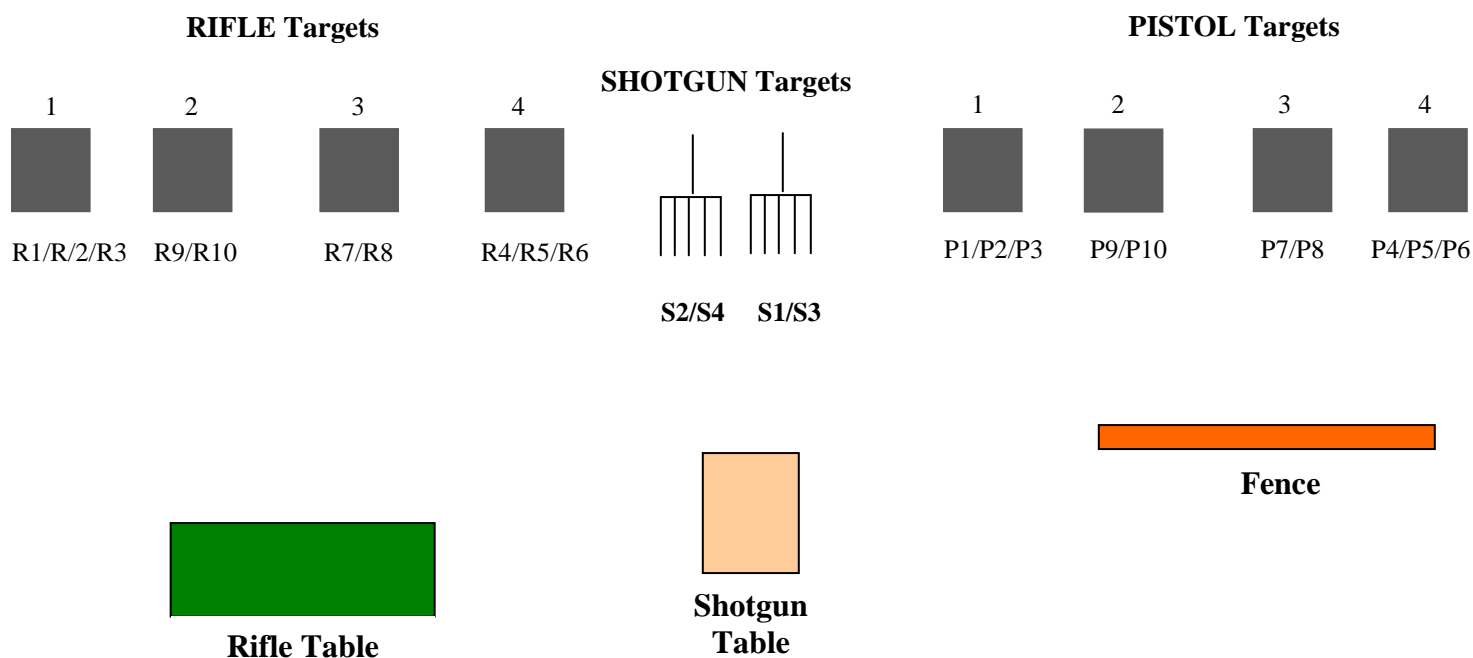 RIFLE Targets
PISTOL Targets
SHOTGUN Targets
1 2 3 4
1 2 3 4
R1/R/2/R3 R9/R10 R7/R8 R4/R5/R6
P1/P2/P3 P9/P10 P7/P8 P4/P5/P6
S2/S4 S1/S3
Fence
Shotgun
Table
Rifle Table